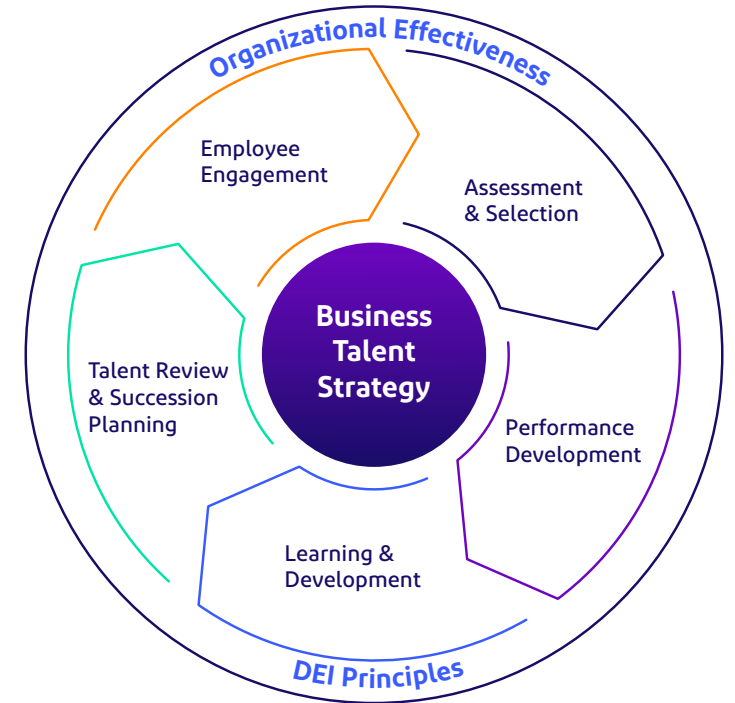 Organizational Effectiveness
Employee
Engagement
Assessment
& Selection
Business
Talent
Strategy
Talent Review
& Succession
Planning
Performance
Development
Learning &
Development
DEI Principles